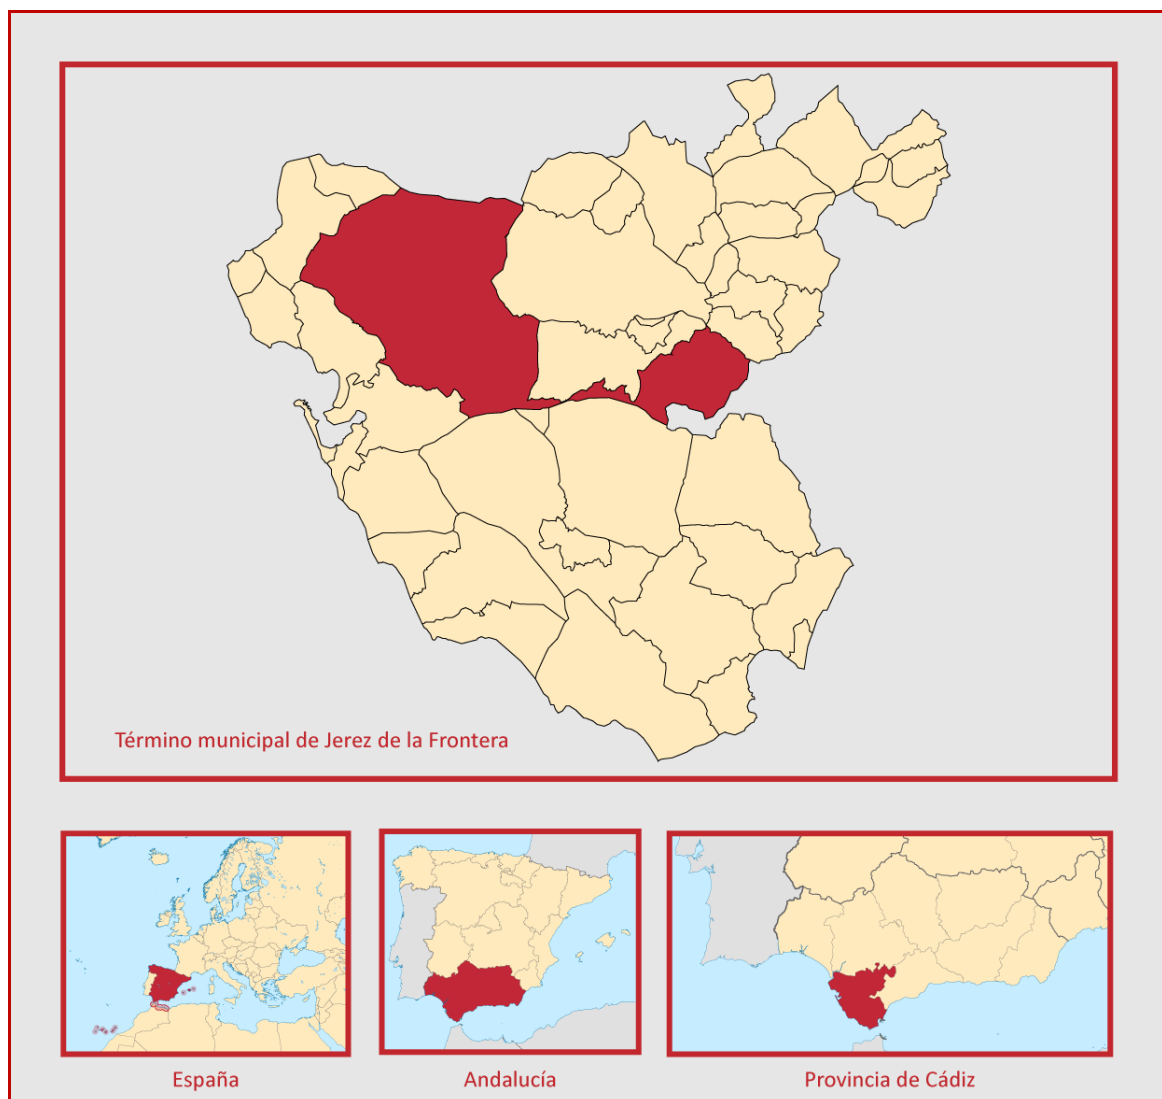 Término municipal de Jerez de la Frontera
España
Andalucía
Provincia de Cádiz